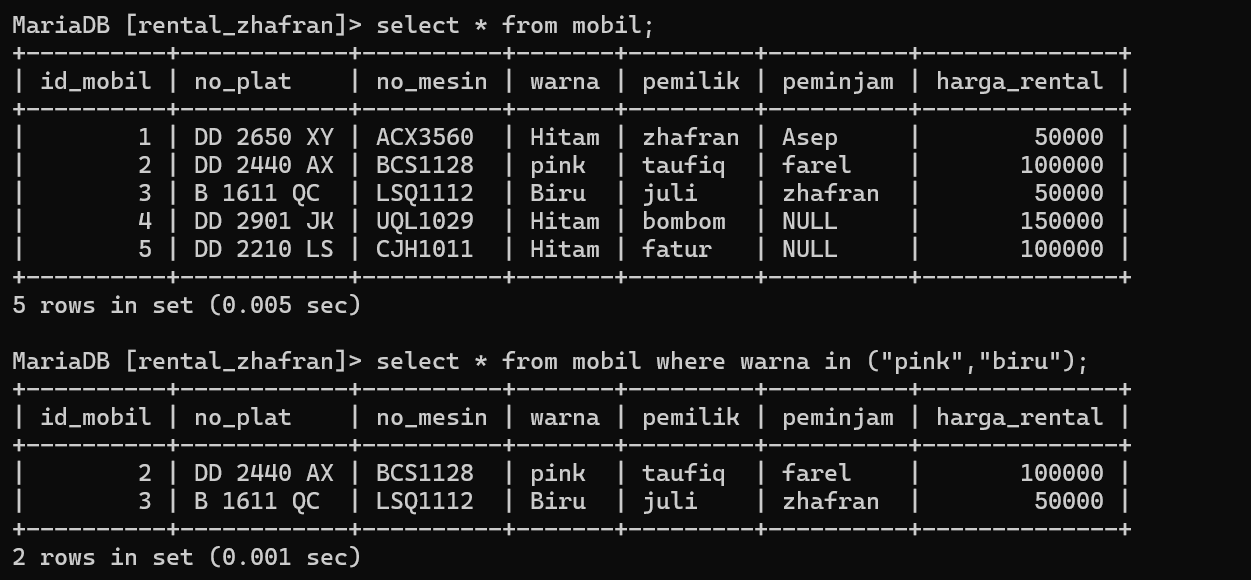 MariaDB [rental_zhafran]> select * from mobil;
+----------+------------+----------+-------+---------+----------+--------------+
| id_mobil | no_plat    | no_mesin | warna | pemilik | peminjam | harga_rental |
+----------+------------+----------+-------+---------+----------+--------------+
|        1 | DD 2650 XY | ACX3560  | Hitam | zhafran | Asep     |        50000 |
|        2 | DD 2440 AX | BCS1128  | pink  | taufiq  | farel    |       100000 |
|        3 | B 1611 QC  | LSQ1112  | Biru  | juli    | zhafran  |        50000 |
|        4 | DD 2901 JK | UQL1029  | Hitam | bombom  | NULL     |       150000 |
|        5 | DD 2210 LS | CJH1011  | Hitam | fatur   | NULL     |       100000 |
+----------+------------+----------+-------+---------+----------+--------------+
5 rows in set (0.005 sec)
MariaDB [rental_zhafran]> select * from mobil where warna in ("pink","biru");
+----------+------------+----------+-------+---------+----------+--------------+
| id_mobil | no_plat    | no_mesin | warna | pemilik | peminjam | harga_rental |
+----------+------------+----------+-------+---------+----------+--------------+
|        2 | DD 2440 AX | BCS1128  | pink  | taufiq  | farel    |       100000 |
|        3 | B 1611 QC  | LSQ1112  | Biru  | juli    | zhafran  |        50000 |
+----------+------------+----------+-------+---------+----------+--------------+
2 rows in set (0.001 sec)